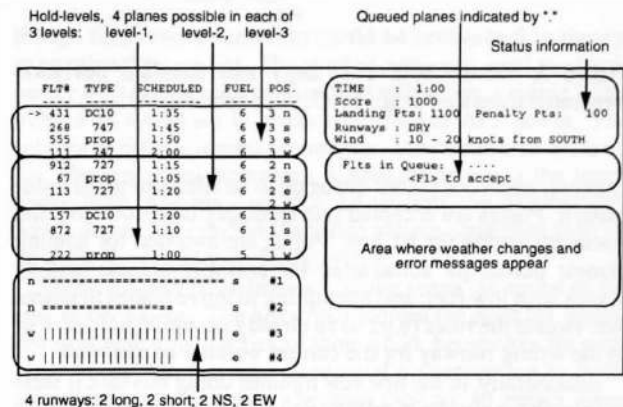 Hold-levels, 4 planes possible in each of
3 levels: level-1, level-2, level-3
Queued planes indicated by "."
Status information
FLT# TYPE SCHEDULED FUEL POS.
-> 431 DC10 1:35 6 3 n
268 747 1:45 6 3 s
555 prop 1:50 6 3 e
111 747 2:00 6 3 w
912 727 1:15 6 2 n
67 prop 1:05 6 2 s
113 727 1:20 6 2 e
2 w
157 DC10 1:20 6 1 n
872 727 1:10 6 1 s
1 e
222 prop 1:00 5 1 w
n s #1
n s #2
w e #3
w e #4
TIME : 1:00
Score : 1000
Landing Pts: 1100 Penalty Pts: 100
Runways : DRY
Wind : 10 - 20 knots from SOUTH
Flts in Queue: ....
<F1> to accept
Area where weather changes and
error messages appear
4 runways: 2 long, 2 short; 2 NS, 2 EW